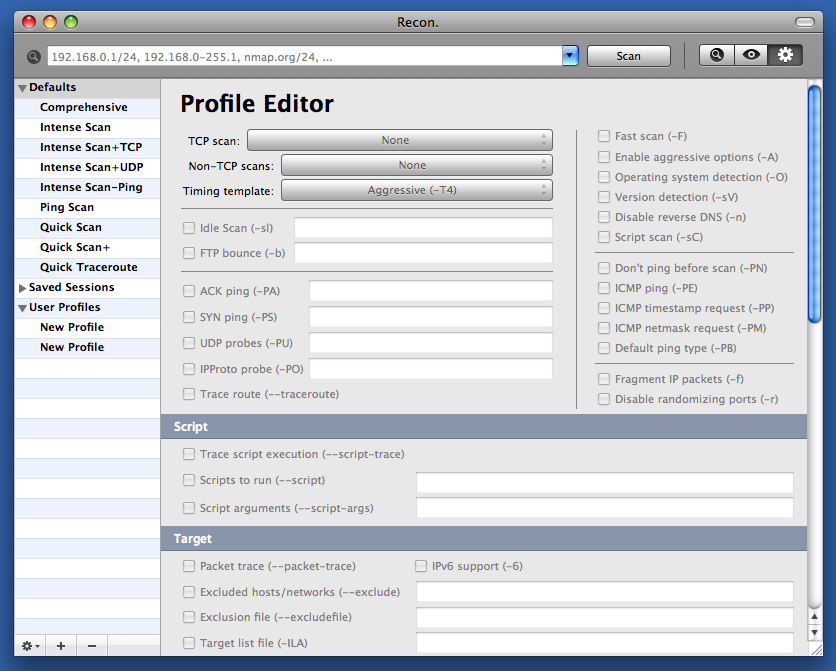 Recon.
192.168.0.1/24, 192.168.0-255.1, nmap.org/24, ...
Scan
Defaults
Comprehensive
Intense Scan
Intense Scan+TCP
Intense Scan+UDP
Intense Scan-Ping
Ping Scan
Quick Scan
Quick Scan+
Quick Traceroute
Saved Sessions
User Profiles
New Profile
New Profile
Profile Editor
TCP scan: None
Non-TCP scans: None
Timing template: Aggressive (-T4)
Idle Scan (-sI)
FTP bounce (-b)
ACK ping (-PA)
SYN ping (-PS)
UDP probes (-PU)
IPProto probe (-PO)
Trace route (--traceroute)
Fast scan (-F)
Enable aggressive options (-A)
Operating system detection (-O)
Version detection (-sV)
Disable reverse DNS (-n)
Script scan (-sC)
Don't ping before scan (-PN)
ICMP ping (-PE)
ICMP timestamp request (-PP)
ICMP netmask request (-PM)
Default ping type (-PB)
Fragment IP packets (-f)
Disable randomizing ports (-r)
Script
Trace script execution (--script-trace)
Scripts to run (--script)
Script arguments (--script-args)
Target
Packet trace (--packet-trace)
IPv6 support (-6)
Excluded hosts/networks (--exclude)
Exclusion file (--excludefile)
Target list file (-ILA)